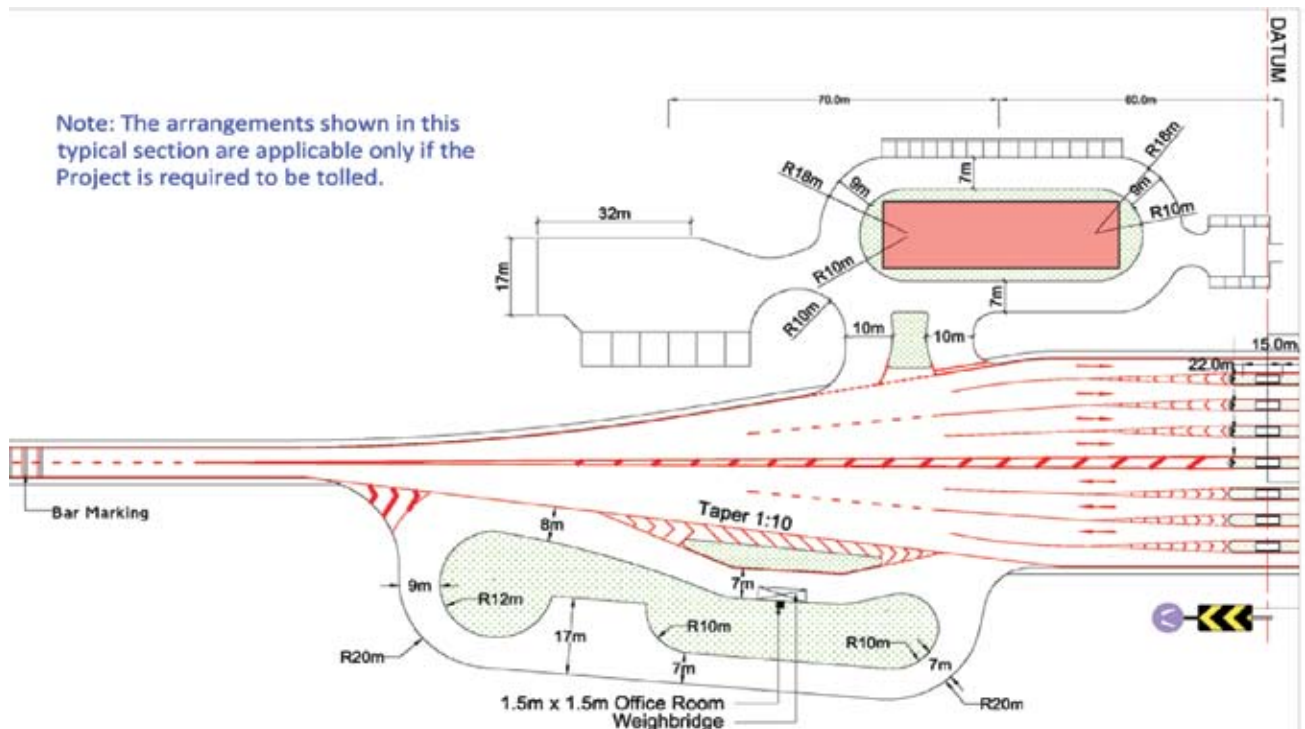 DATUM
70.0m
60.0m
Note: The arrangements shown in this
typical section are applicable only if the
Project is required to be tolled.
R18m
9m
7m
R18m
9m
R10m
32m
17m
R10m
7m
R10m
10m
10m
15.0m
22.0m
Bar Marking
Taper 1:10
8m
7m
9m
R12m
17m
R10m
R10m
7m
7m
R20m
R20m
1.5m x 1.5m Office Room
Weighbridge